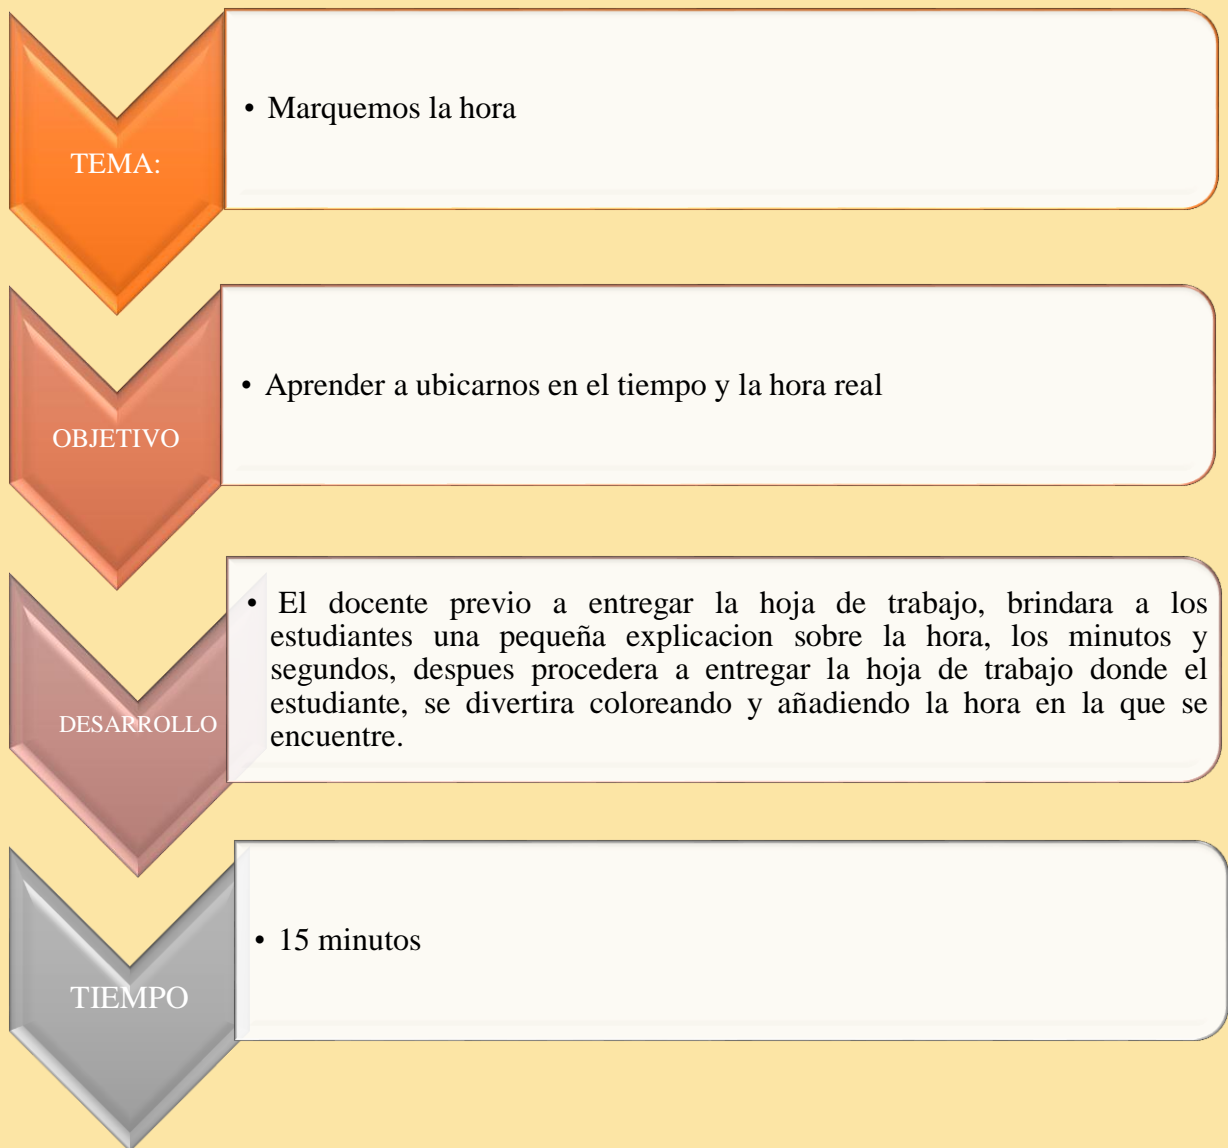 TEMA:
• Marquemos la hora
OBJETIVO
• Aprender a ubicarnos en el tiempo y la hora real
DESARROLLO
• El docente previo a entregar la hoja de trabajo, brindara a los
estudiantes una pequeña explicacion sobre la hora, los minutos y
segundos, despues procedera a entregar la hoja de trabajo donde el
estudiante, se divertira coloreando y añadiendo la hora en la que se
encuentre.
TIEMPO
• 15 minutos